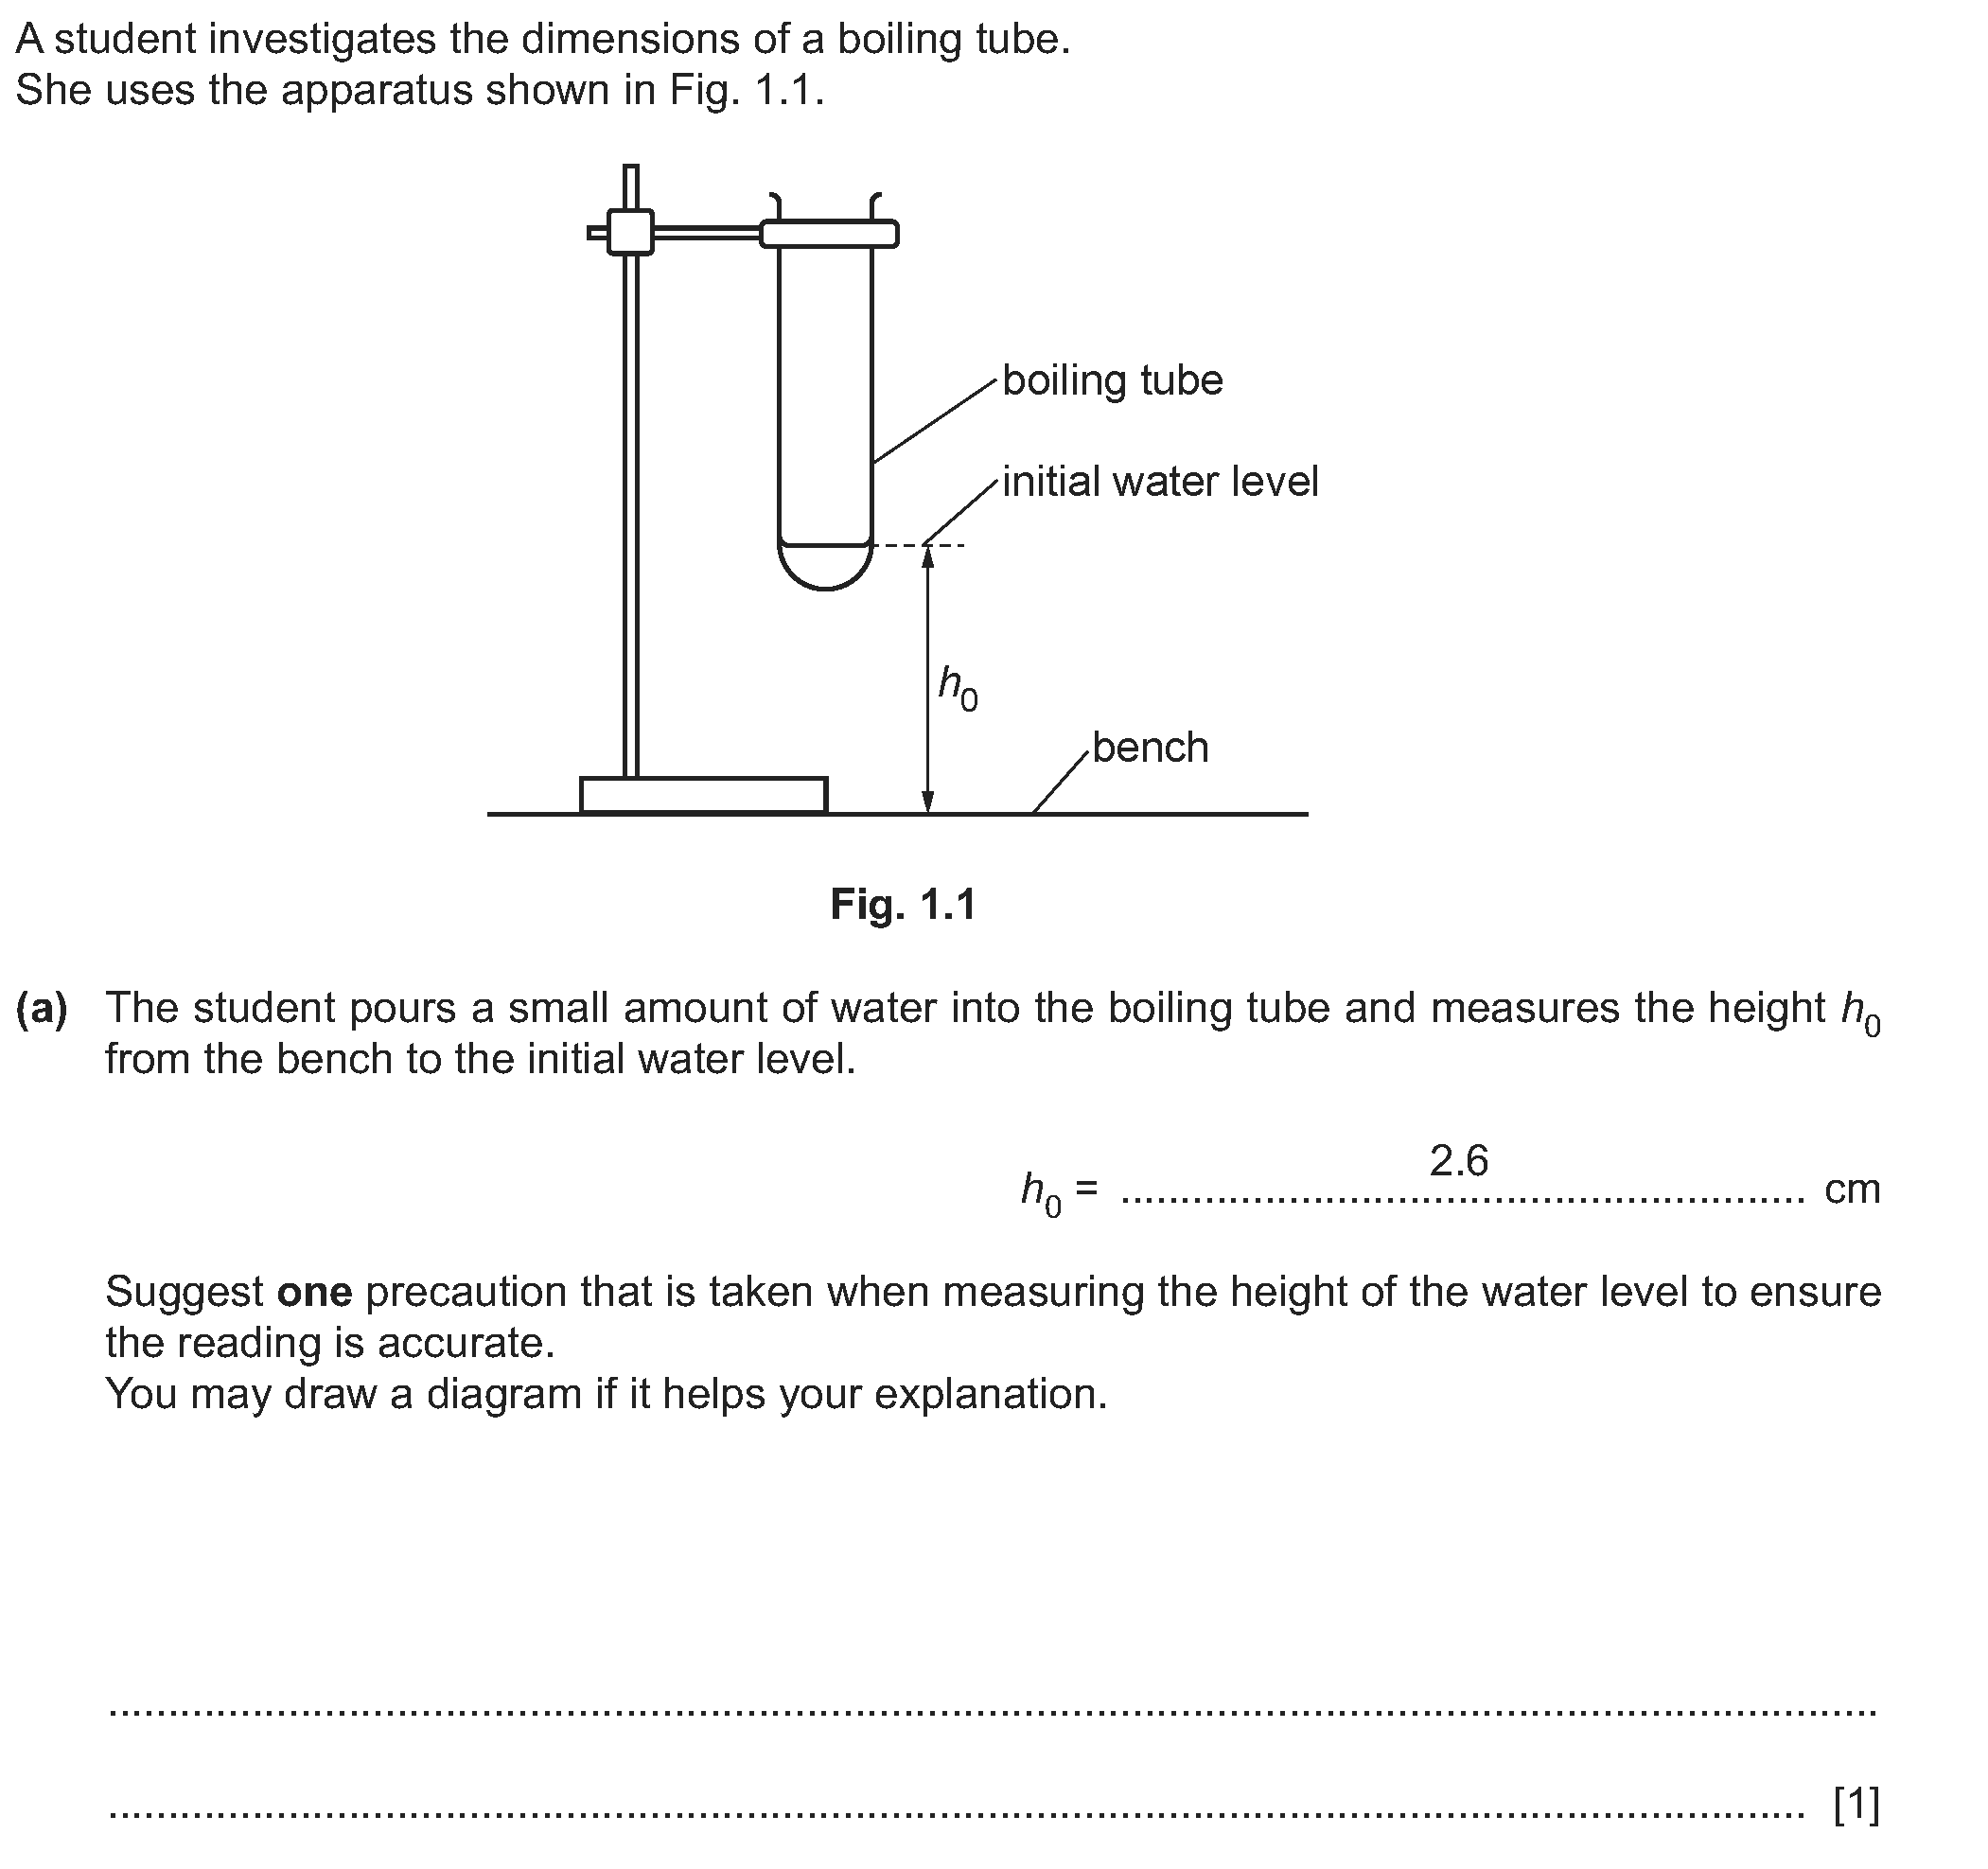 A student investigates the dimensions of a boiling tube.
She uses the apparatus shown in Fig. 1.1.
boiling tube
initial water level
h0
bench
Fig. 1.1
(a) The student pours a small amount of water into the boiling tube and measures the height h0
from the bench to the initial water level.
2.6
h0 = ......................................................... cm
Suggest one precaution that is taken when measuring the height of the water level to ensure
the reading is accurate.
You may draw a diagram if it helps your explanation.
...................................................................................................................................................
............................................................................................................................................. [1]